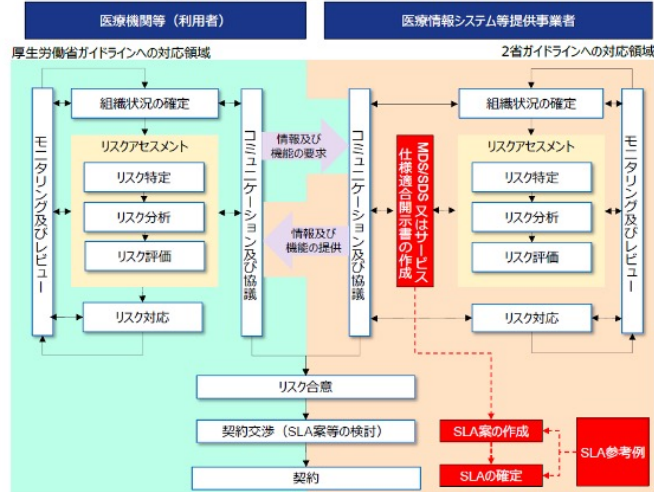 医療機関等（利用者）
医療情報システム等提供事業者
厚生労働省ガイドラインへの対応領域
2省ガイドラインへの対応領域
モニタリング及びレビュー
組織状況の確定
リスクアセスメント
リスク特定
リスク分析
リスク評価
リスク対応
コミュニケーション及び協議
情報及び
機能の要求
情報及び
機能の提供
コミュニケーション及び協議
MDS/SDS 又はサービス
仕様適合開示書の作成
組織状況の確定
リスクアセスメント
リスク特定
リスク分析
リスク評価
リスク対応
モニタリング及びレビュー
リスク合意
契約交渉（SLA案等の検討）
契約
SLA案の作成
SLAの確定
SLA参考例